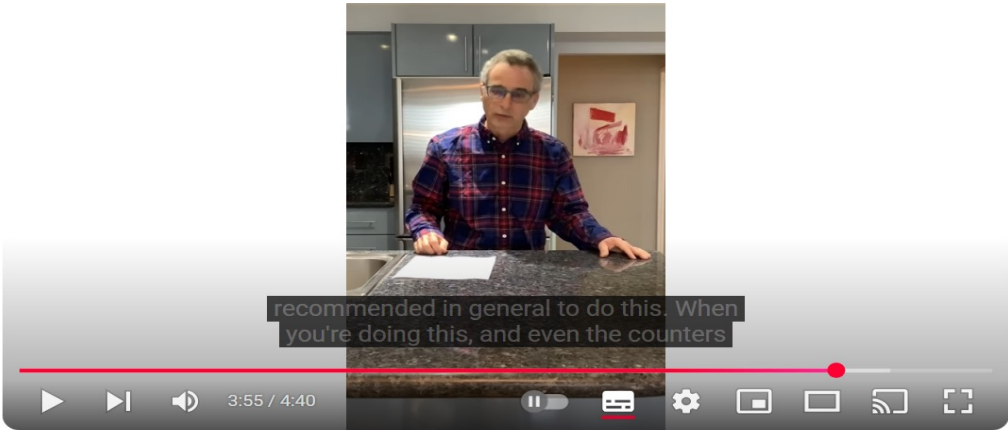 recommended in general to do this. When
you're doing this, and even the counters
3:55 / 4:40